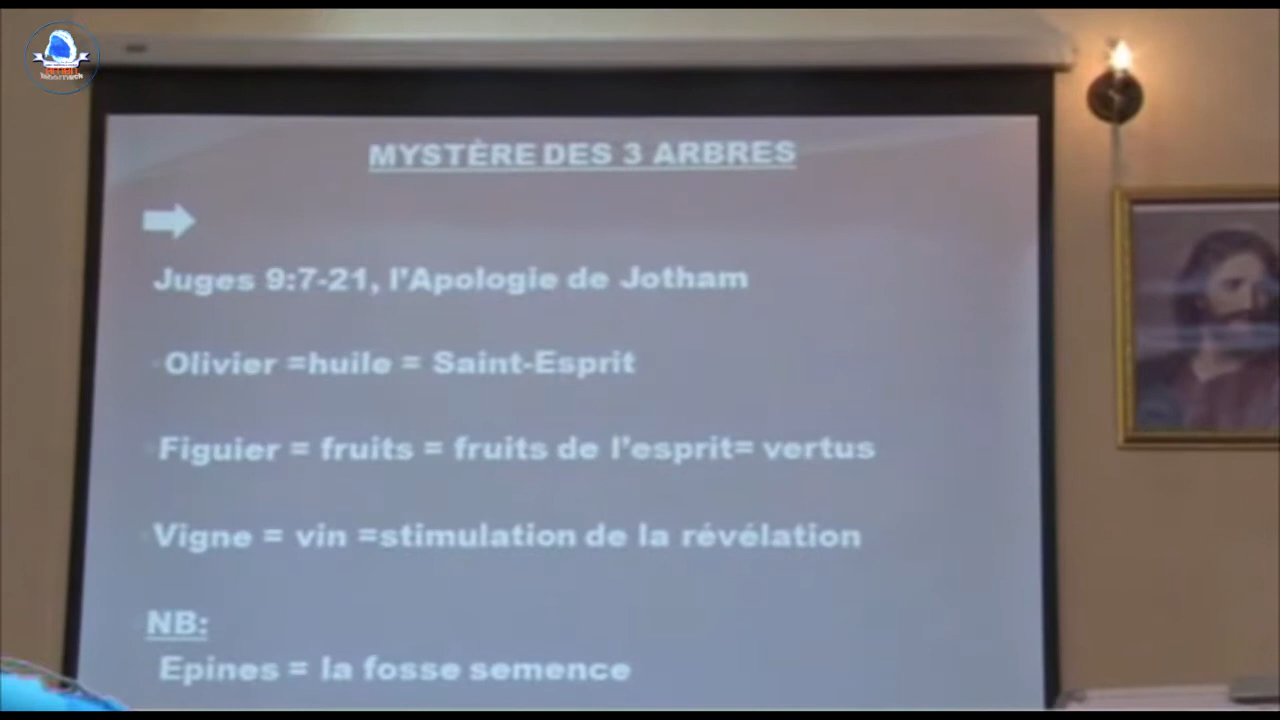 MYSTÈRE DES 3 ARBRES
Juges 9:7-21, l'Apologie de Jotham
Olivier =huile = Saint-Esprit
Figuier = fruits = fruits de l'esprit= vertus
Vigne = vin =stimulation de la révélation
NB:
Epines = la fosse semence